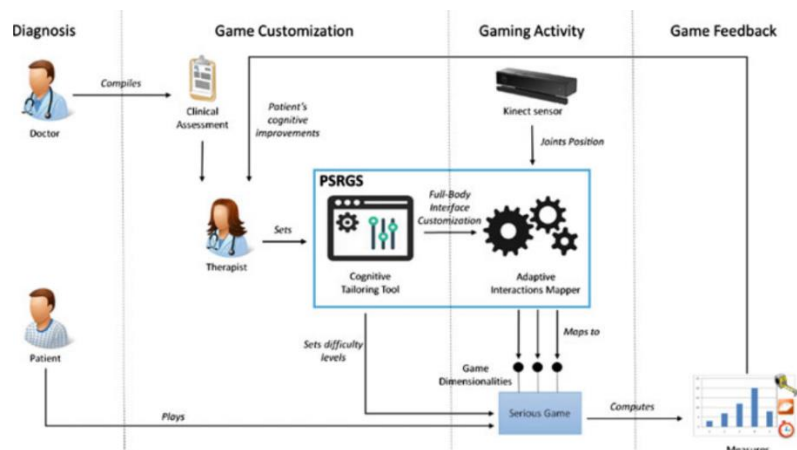 Diagnosis
Game Customization
Gaming Activity
Game Feedback
Compiles
Doctor
Clinical
Assessment
Patient's
cognitive
improvements
Kinect sensor
Joints Position
PSRGS
Full-Body
Interface
Customization
Sets
Therapist
Cognitive
Tailoring Tool
Adaptive
Interactions Mapper
Patient
Sets difficulty
levels
Maps to
Game
Dimensionalities
Plays
Serious Game
Computes